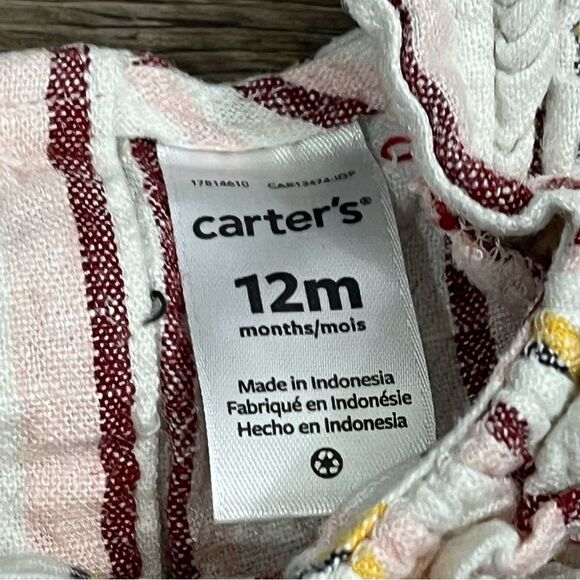 17814610 CAR13474-IDP
carter's®
12m
months/mois
Made in Indonesia
Fabriqué en Indonésie
Hecho en Indonesia